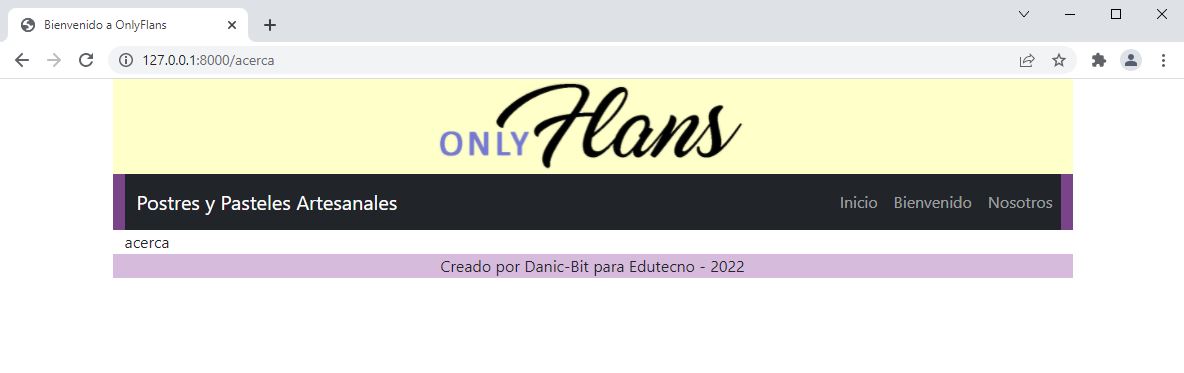 Bienvenido a OnlyFlans
127.0.0.1:8000/acerca
ONLY Flans
Postres y Pasteles Artesanales
Inicio Bienvenido Nosotros
acerca
Creado por Danic-Bit para Edutecno - 2022